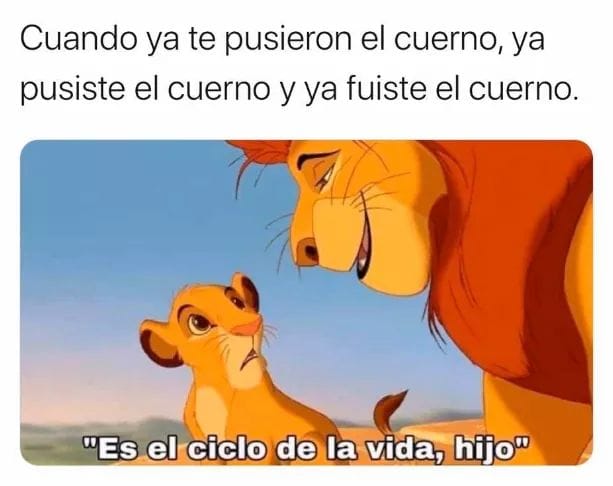 Cuando ya te pusieron el cuerno, ya
pusiste el cuerno y ya fuiste el cuerno.
"Es el ciclo de la vida, hijo"